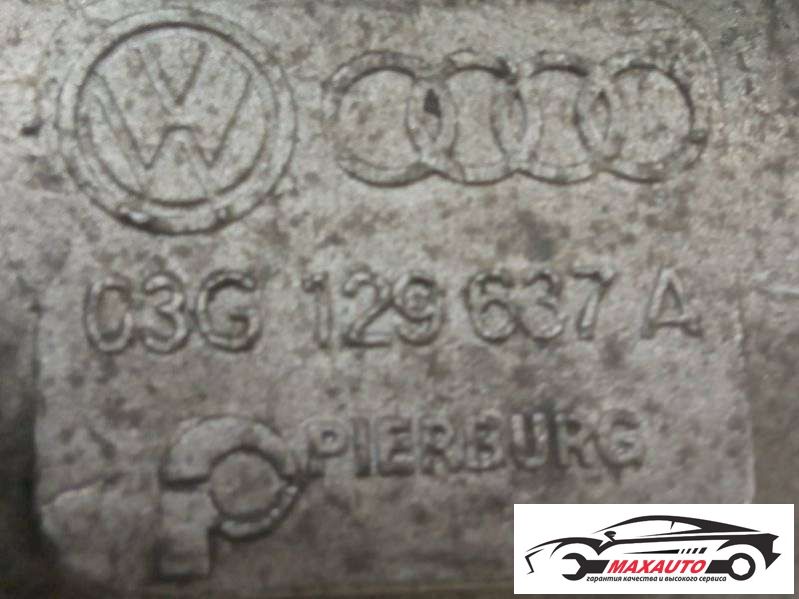 03G 129 637 A
PIERBURG
MAXAUTO
гарантия качества и высокого сервиса